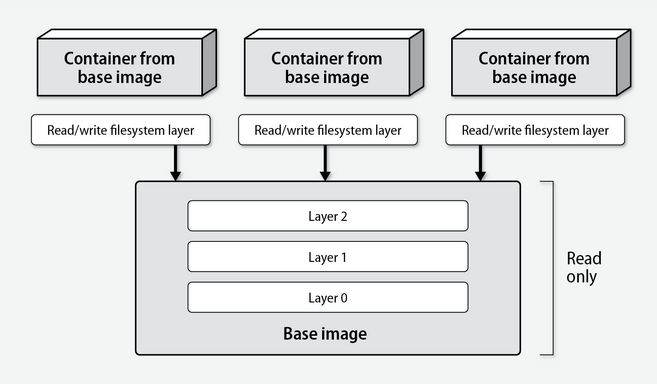 Container from
base image
Container from
base image
Container from
base image
Read/write filesystem layer
Read/write filesystem layer
Read/write filesystem layer
Layer 2
Layer 1
Layer 0
Base image
Read
only